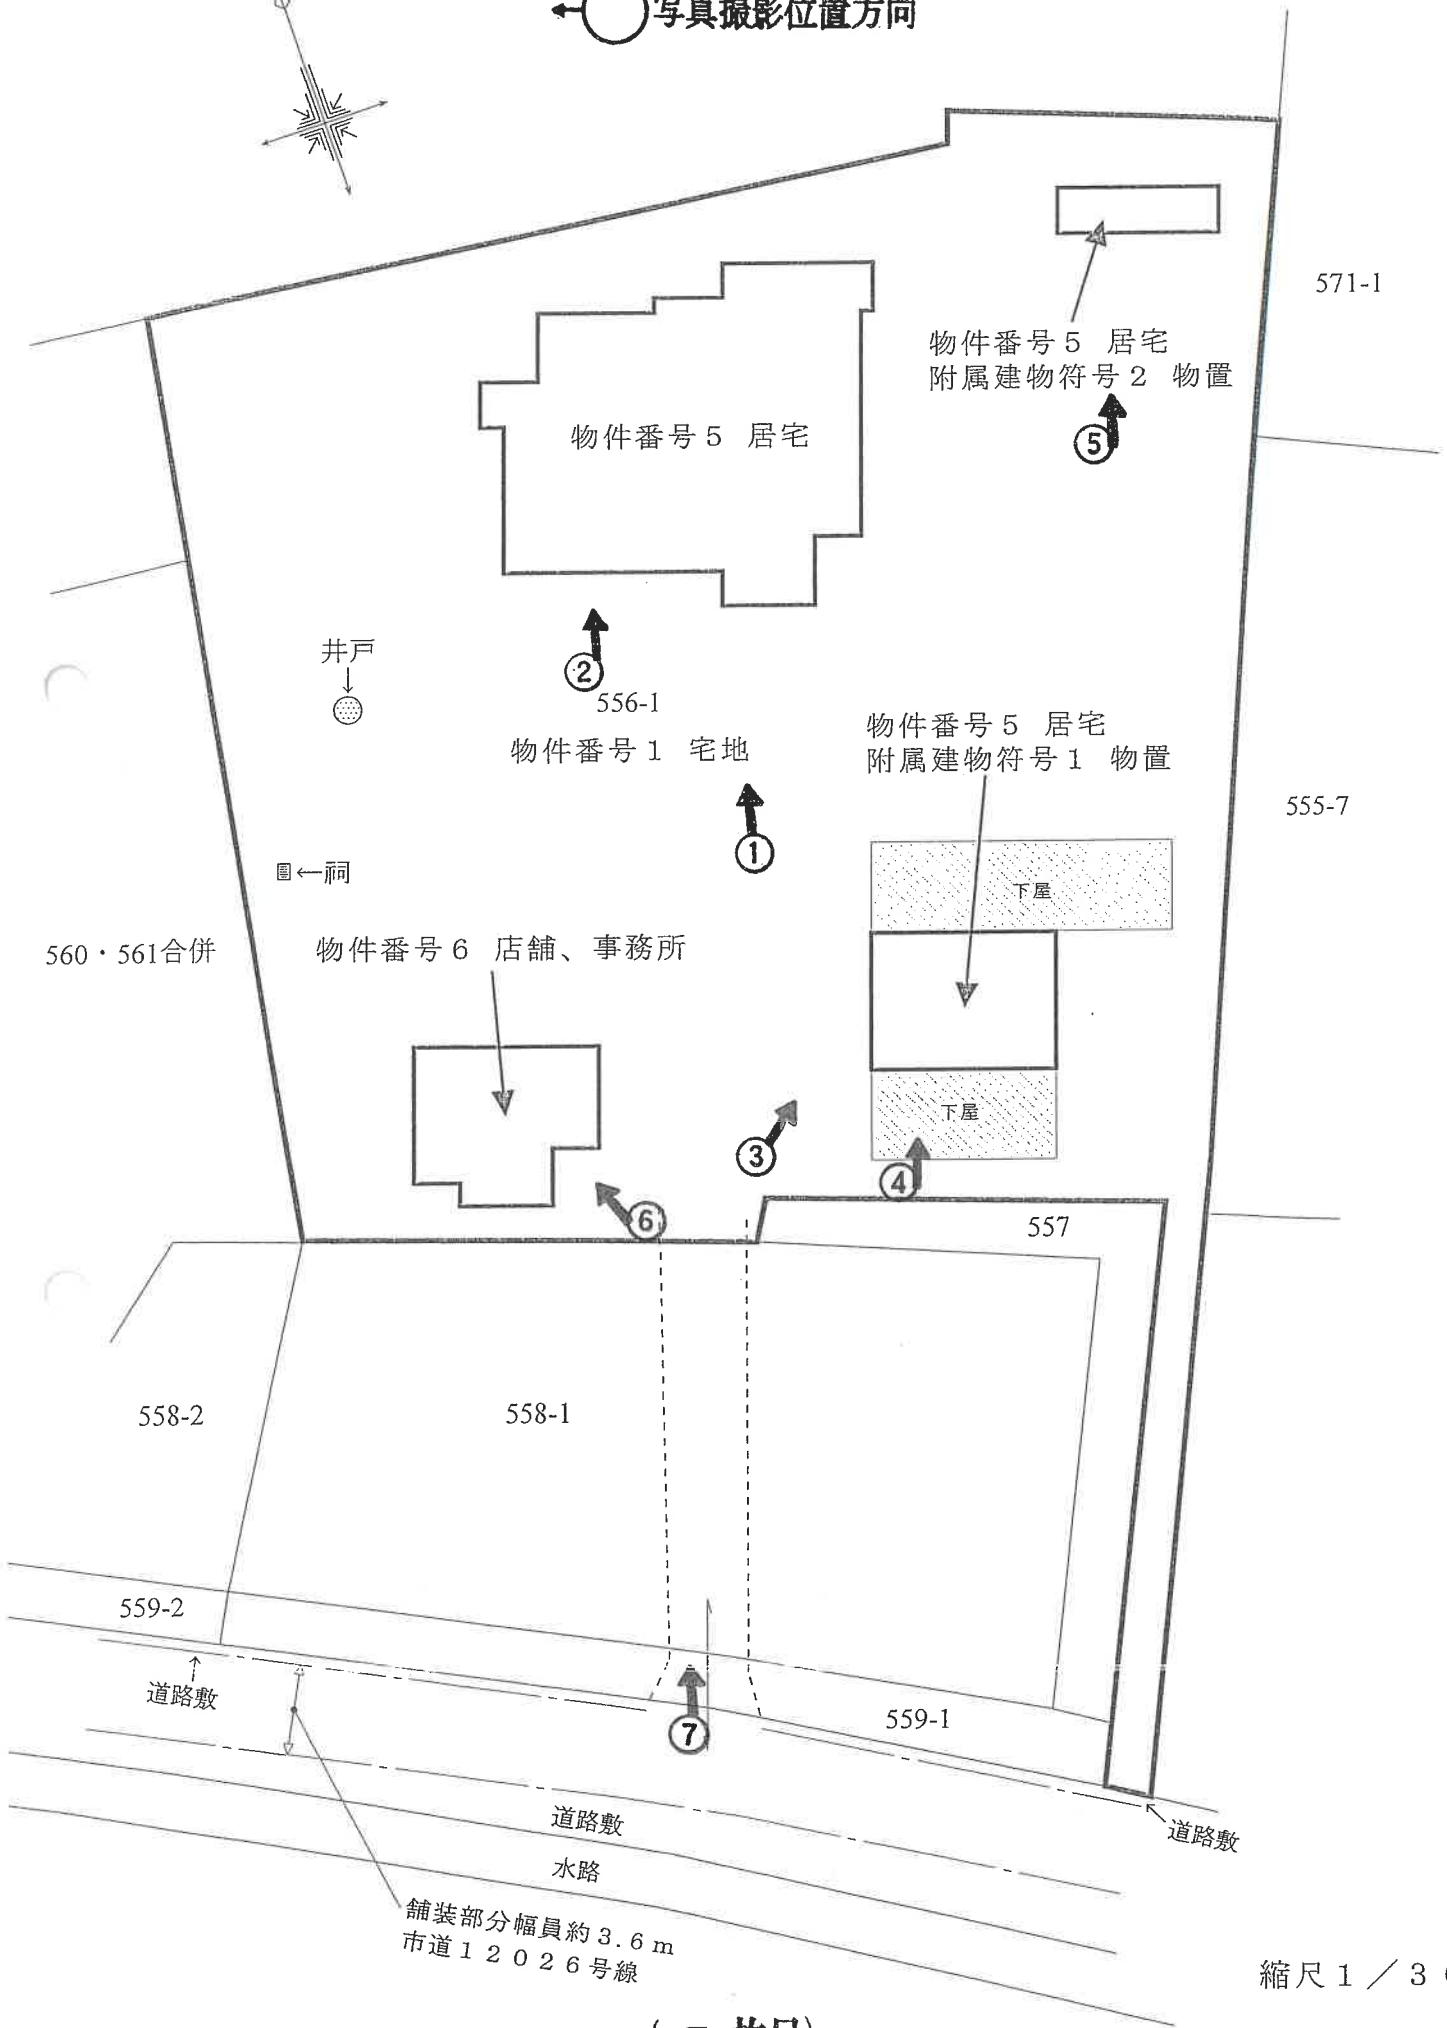 写真撮影位置方向
571-1
物件番号5 居宅
附属建物符号2 物置
物件番号5 居宅
⑤
井戸
②
556-1
物件番号1 宅地
物件番号5 居宅
附属建物符号1 物置
555-7
①
←祠
下屋
560・561合併
物件番号6 店舗、事務所
下屋
③
④
⑥
557
558-2
558-1
559-2
道路敷
⑦
559-1
道路敷
道路敷
水路
舗装部分幅員約3.6m
市道12026号線
縮尺1/3